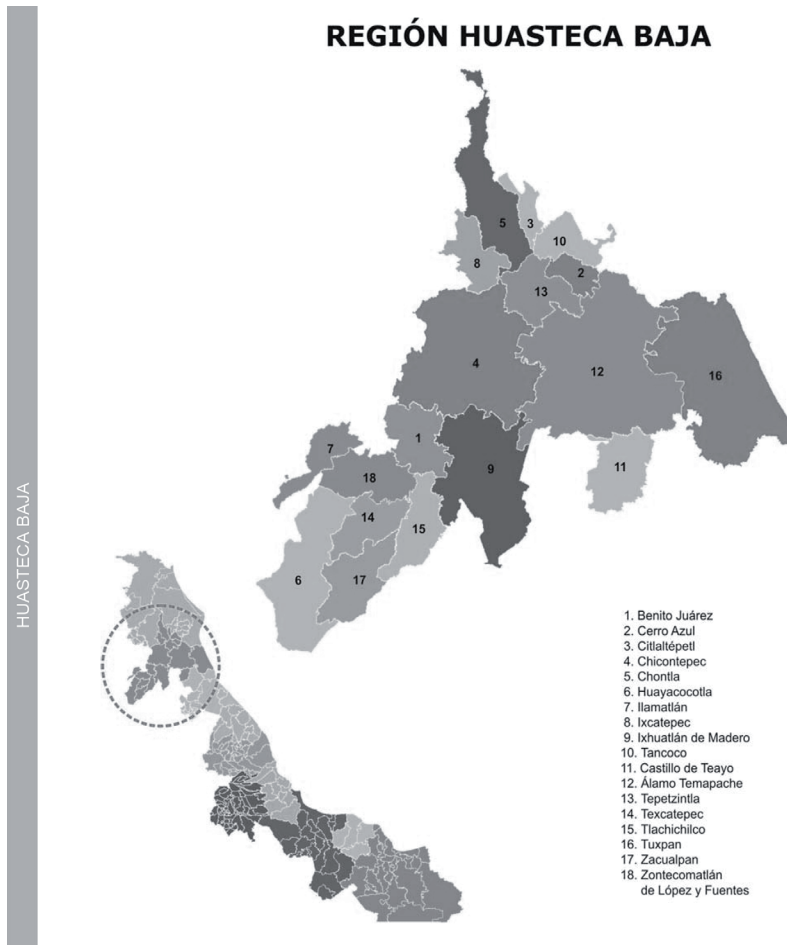 REGIÓN HUASTECA BAJA
HUASTECA BAJA
5
3
10
8
2
13
4
12
16
7
1
9
11
18
14
15
6
17
1. Benito Juárez
2. Cerro Azul
3. Citlaltépetl
4. Chicontepec
5. Chontla
6. Huayacocotla
7. Ilamatlán
8. Ixcatepec
9. Ixhuatlán de Madero
10. Tancoco
11. Castillo de Teayo
12. Álamo Temapache
13. Tepetzintla
14. Texcatepec
15. Tlachichilco
16. Tuxpan
17. Zacualpan
18. Zontecomatlán
de López y Fuentes